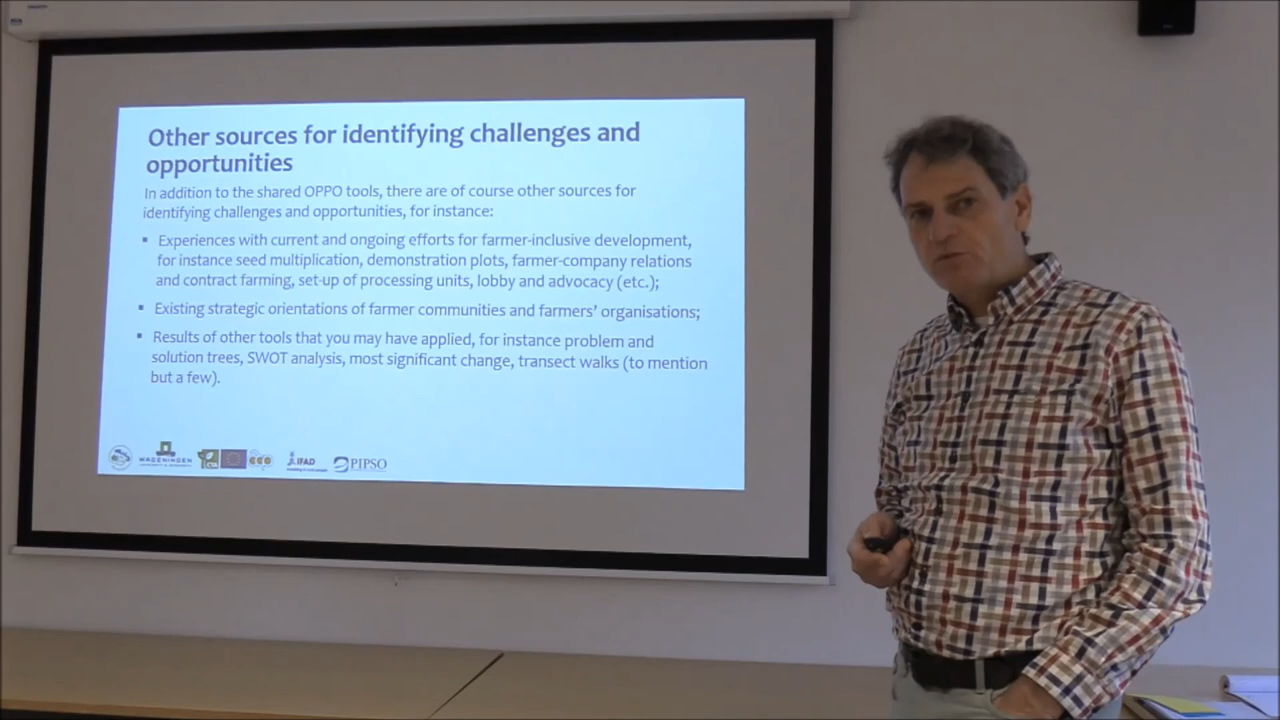 Other sources for identifying challenges and
opportunities
In addition to the shared OPPO tools, there are of course other sources for
identifying challenges and opportunities, for instance:
▪ Experiences with current and ongoing efforts for farmer-inclusive development,
for instance seed multiplication, demonstration plots, farmer-company relations
and contract farming, set-up of processing units, lobby and advocacy (etc.);
▪ Existing strategic orientations of farmer communities and farmers' organisations;
▪ Results of other tools that you may have applied, for instance problem and
solution trees, SWOT analysis, most significant change, transect walks (to mention
but a few).
WAGENINGEN
IFAD
PIPSO